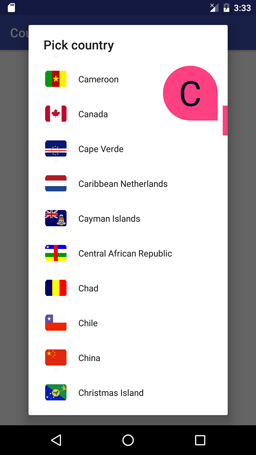 3:33
Cou
Pick country
Cameroon
C
Canada
Cape Verde
Caribbean Netherlands
Cayman Islands
Central African Republic
Chad
Chile
China
Christmas Island